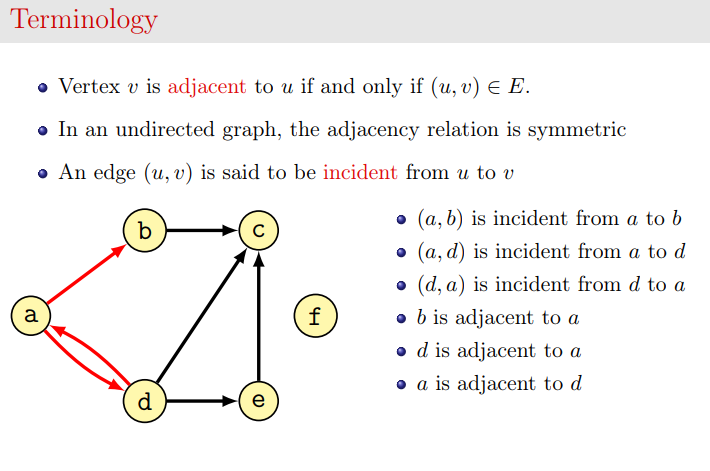 Terminology
Vertex v is adjacent to u if and only if (u, v) ∈ E.
In an undirected graph, the adjacency relation is symmetric
An edge (u, v) is said to be incident from u to v
b
c
a
f
d
e
(a, b) is incident from a to b
(a, d) is incident from a to d
(d, a) is incident from d to a
b is adjacent to a
d is adjacent to a
a is adjacent to d